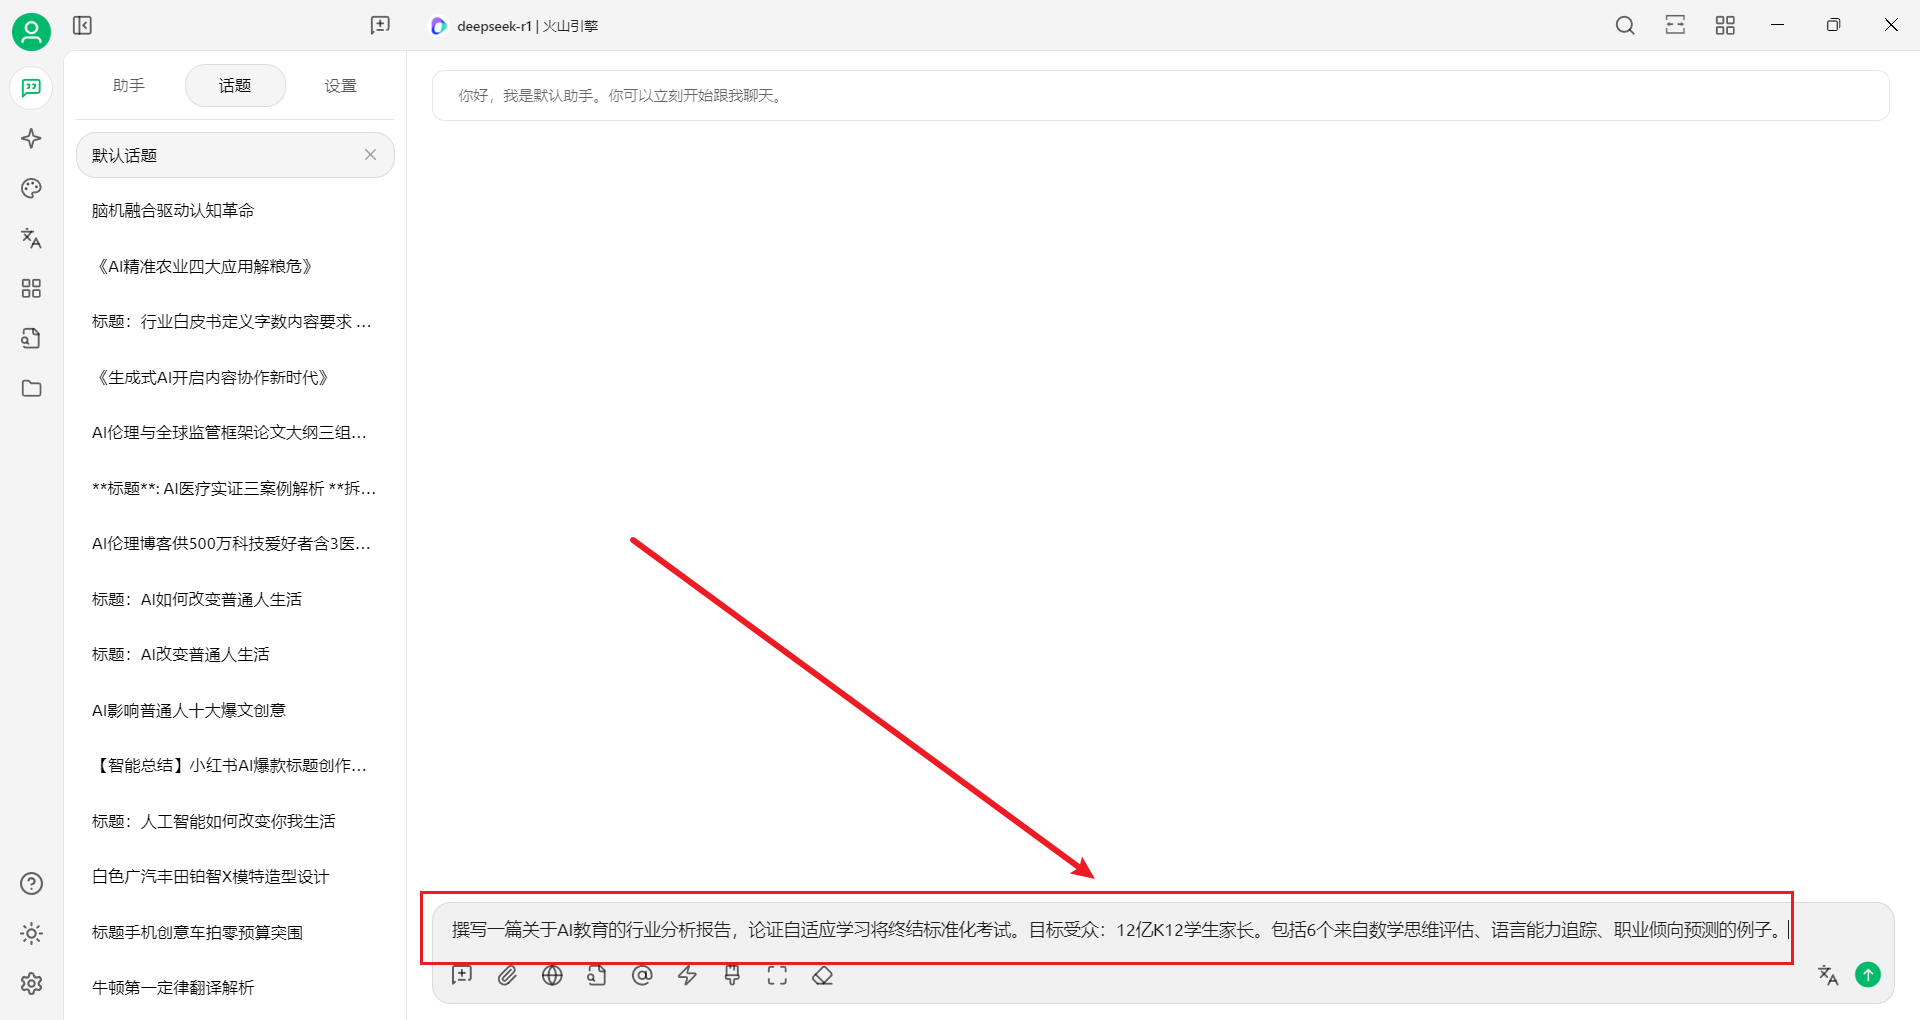 deepseek-r1 | 火山引擎
助手
话题
设置
默认话题
脑机融合驱动认知革命
《AI精准农业四大应用解粮危》
标题：行业白皮书定义字数内容要求 ...
《生成式AI开启内容协作新时代》
AI伦理与全球监管框架论文大纲三组...
**标题**: AI医疗实证三案例解析 **拆...
AI伦理博客供500万科技爱好者含3医...
标题：AI如何改变普通人生活
标题：AI改变普通人生活
AI影响普通人十大爆文创意
【智能总结】小红书AI爆款标题创作...
标题：人工智能如何改变你我生活
白色广汽丰田铂智X模特造型设计
标题手机创意车拍零预算突围
牛顿第一定律翻译解析
你好，我是默认助手。你可以立刻开始跟我聊天。
撰写一篇关于AI教育的行业分析报告，论证自适应学习将终结标准化考试。目标受众：12亿K12学生家长。包括6个来自数学思维评估、语言能力追踪、职业倾向预测的例子。